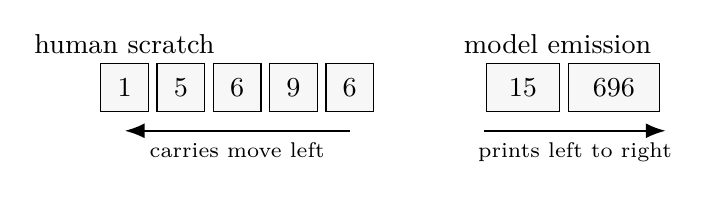 human scratch
1 5 6 9 6
carries move left
model emission
15 696
prints left to right